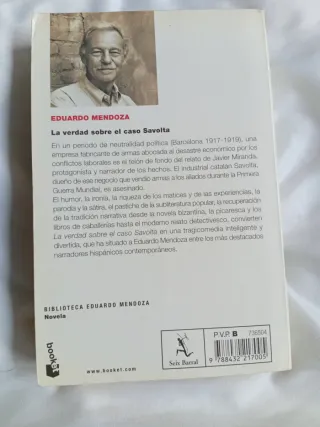 EDUARDO MENDOZA
La verdad sobre el caso Savolta
En un periodo de neutralidad política (Barcelona 1917-1919), una
empresa fabricante de armas abocada al desastre económico por los
conflictos laborales es el telón de fondo del relato de Javier Miranda,
protagonista y narrador de los hechos. El industrial catalán Savolta,
dueño de ese negocio que vendió armas a los aliados durante la Primera
Guerra Mundial, es asesinado.
El humor, la ironía, la riqueza de los matices y de las experiencias, la
parodia y la sátira, el pastiche de la subliteratura popular, la recuperación
de la tradición narrativa desde la novela bizantina, la picaresca y los
libros de caballerías hasta el moderno relato detectivesco, convierten
La verdad sobre el caso Savolta en una tragicomedia inteligente y
divertida, que ha situado a Eduardo Mendoza entre los más destacados
narradores hispánicos contemporáneos.
BIBLIOTECA EDUARDO MENDOZA
Novela
booket
www.booket.com
Seix Barral
P.V.P. B
736504
9 788432 217005